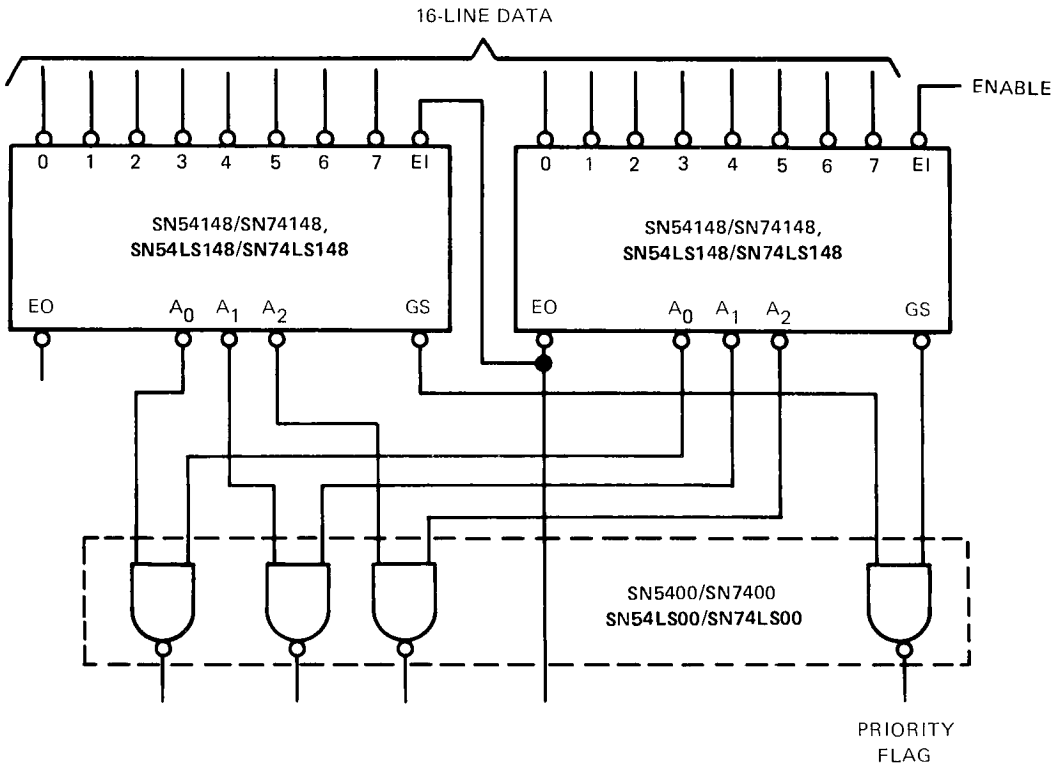 16-LINE DATA
ENABLE
0 1 2 3 4 5 6 7 EI
0 1 2 3 4 5 6 7 EI
SN54148/SN74148,
SN54LS148/SN74LS148
SN54148/SN74148,
SN54LS148/SN74LS148
EO A0 A1 A2 GS
EO A0 A1 A2 GS
SN5400/SN7400
SN54LS00/SN74LS00
PRIORITY
FLAG